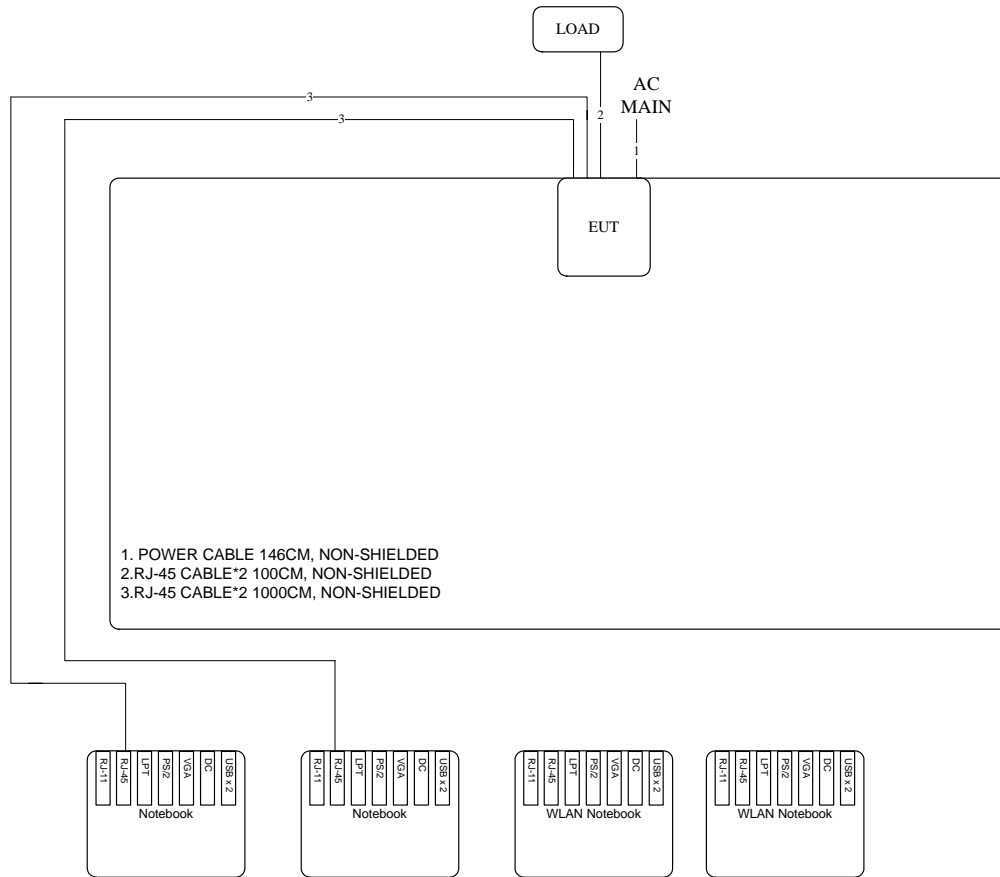 LOAD
AC
MAIN
3
3
2
1
EUT
1. POWER CABLE 146CM, NON-SHIELDED
2.RJ-45 CABLE*2 100CM, NON-SHIELDED
3.RJ-45 CABLE*2 1000CM, NON-SHIELDED
RJ-11
RJ-45
LPT
PS/2
VGA
DC
USB x 2
Notebook
RJ-11
RJ-45
LPT
PS/2
VGA
DC
USB x 2
Notebook
RJ-11
RJ-45
LPT
PS/2
VGA
DC
USB x 2
WLAN Notebook
RJ-11
RJ-45
LPT
PS/2
VGA
DC
USB x 2
WLAN Notebook